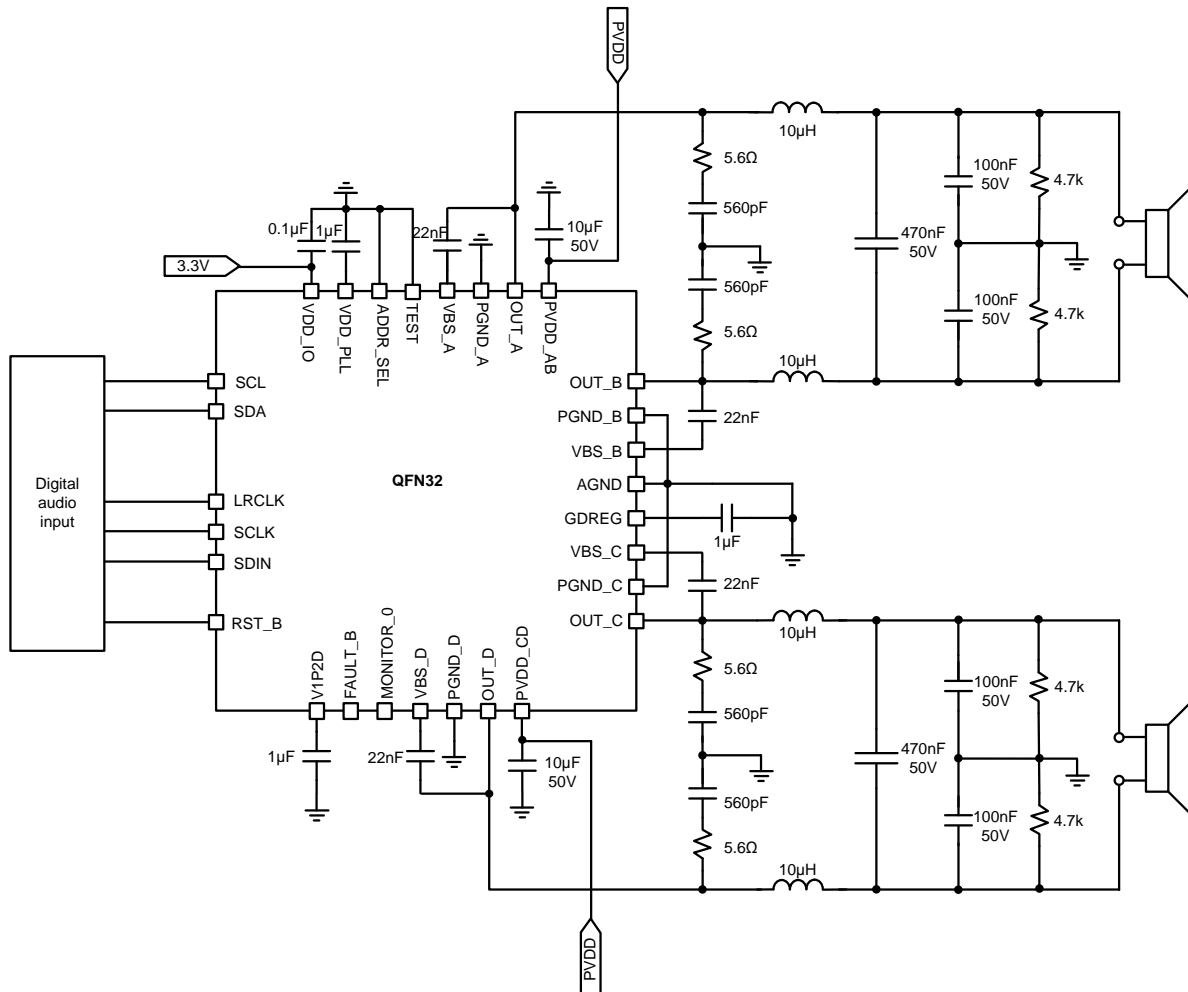 PVDD
10µH
5.6Ω
560pF
560pF
5.6Ω
10µH
470nF
50V
100nF
50V
100nF
50V
4.7k
4.7k
0.1µF
1µF
22nF
10µF
50V
3.3V
VDD_IO
VDD_PLL
ADDR_SEL
TEST
VBS_A
PGND_A
OUT_A
PVDD_AB
Digital
audio
input
SCL
SDA
LRCLK
SCLK
SDIN
RST_B
QFN32
OUT_B
PGND_B
VBS_B
AGND
GDREG
VBS_C
PGND_C
OUT_C
22nF
1µF
22nF
V1P2D
FAULT_B
MONITOR_0
VBS_D
PGND_D
OUT_D
PVDD_CD
1µF
22nF
10µF
50V
10µH
5.6Ω
560pF
560pF
5.6Ω
10µH
470nF
50V
100nF
50V
100nF
50V
4.7k
4.7k
PVDD